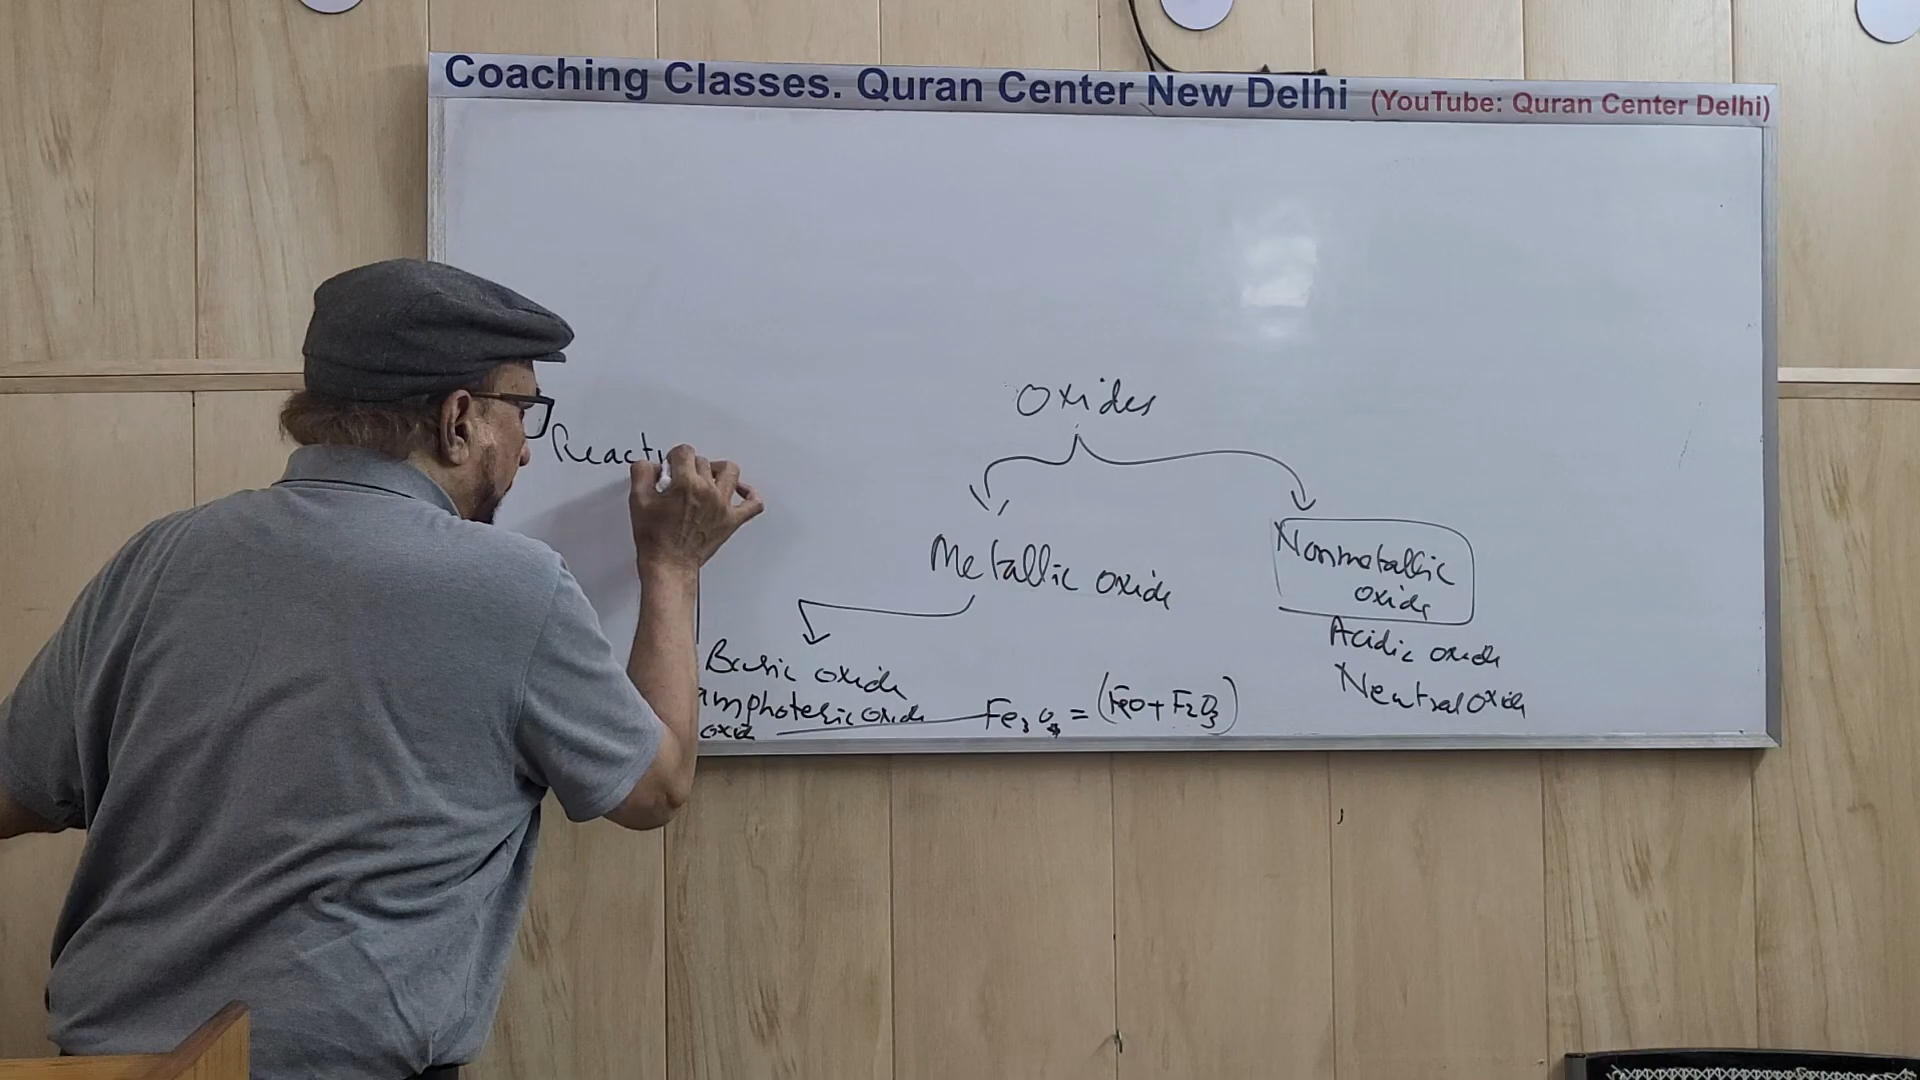 Coaching Classes. Quran Center New Delhi (YouTube: Quran Center Delhi)
Oxides
Reacti
Metallic oxide
Nonmetallic
oxide
Acidic oxide
Neutral oxide
Basic oxide
amphoteric oxide
oxide
Fe3O4 = (FeO + F2O3)